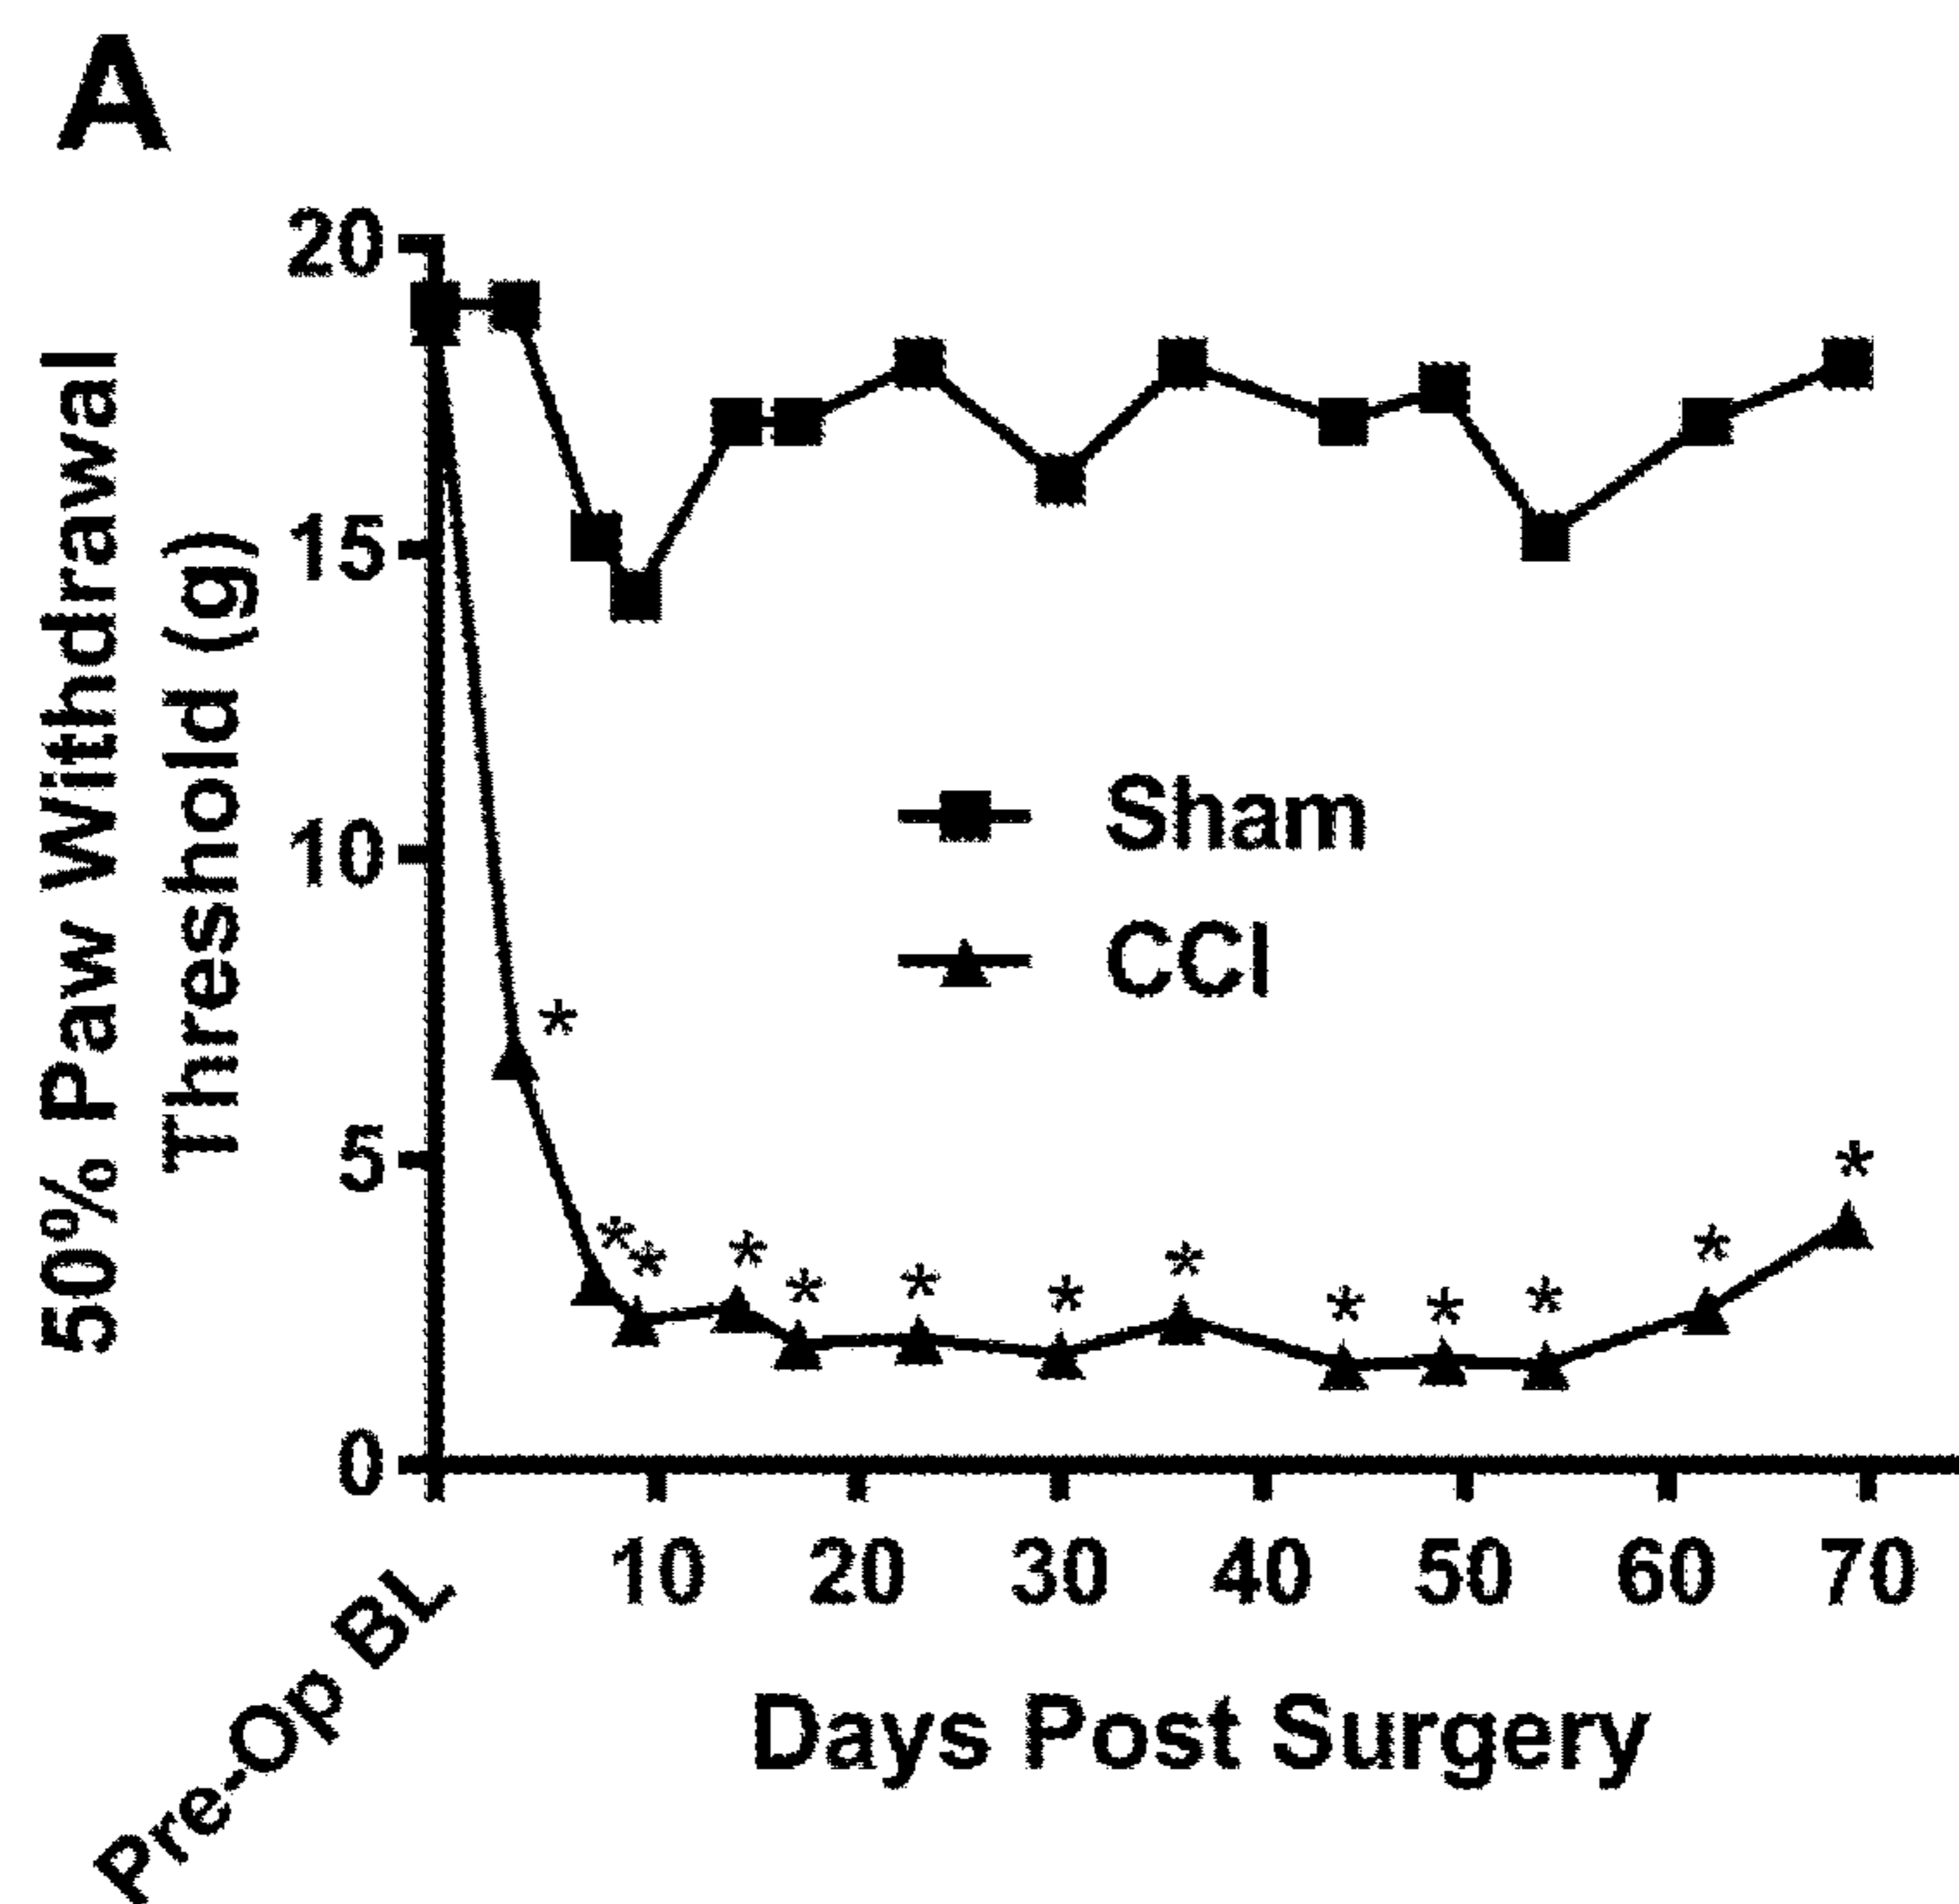 A
50% Paw Withdrawal
Threshold (g)
20
15
10
5
0
Sham
CCI
*
*
*
*
*
*
*
*
*
*
*
*
*
Pre-Op BL
10 20 30 40 50 60 70
Days Post Surgery